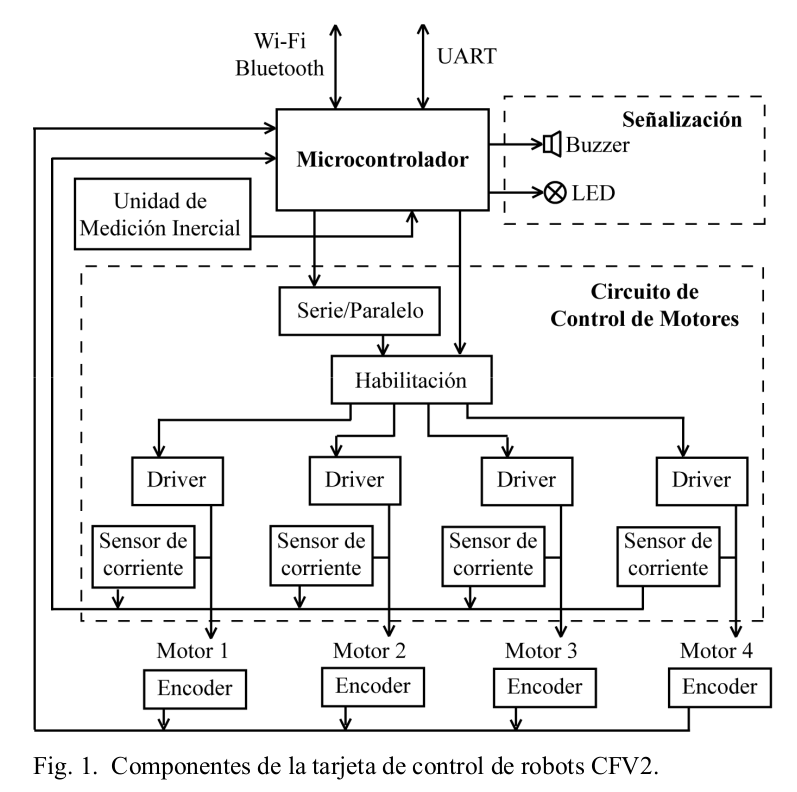 Wi-Fi
Bluetooth
UART
Señalización
Microcontrolador
Buzzer
LED
Unidad de
Medición Inercial
Circuito de
Control de Motores
Serie/Paralelo
Habilitación
Driver
Driver
Driver
Driver
Sensor de
corriente
Sensor de
corriente
Sensor de
corriente
Sensor de
corriente
Motor 1
Motor 2
Motor 3
Motor 4
Encoder
Encoder
Encoder
Encoder
Fig. 1. Componentes de la tarjeta de control de robots CFV2.